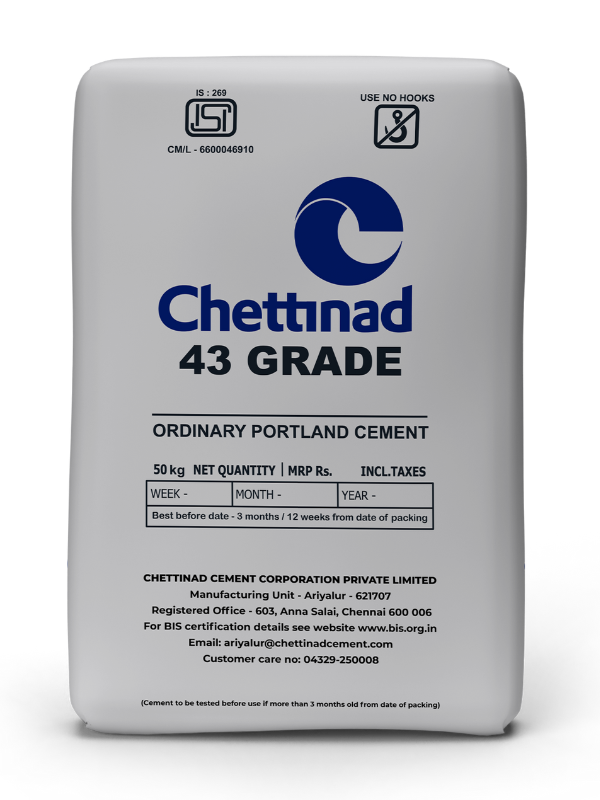 IS : 269
ISI
CM/L - 6600046910
USE NO HOOKS
Chettinad
43 GRADE
ORDINARY PORTLAND CEMENT
50 kg NET QUANTITY | MRP Rs. INCL.TAXES
WEEK - MONTH - YEAR -
Best before date - 3 months / 12 weeks from date of packing
CHETTINAD CEMENT CORPORATION PRIVATE LIMITED
Manufacturing Unit - Ariyalur - 621707
Registered Office - 603, Anna Salai, Chennai 600 006
For BIS certification details see website www.bis.org.in
Email: ariyalur@chettinadcement.com
Customer care no: 04329-250008
(Cement to be tested before use if more than 3 months old from date of packing)